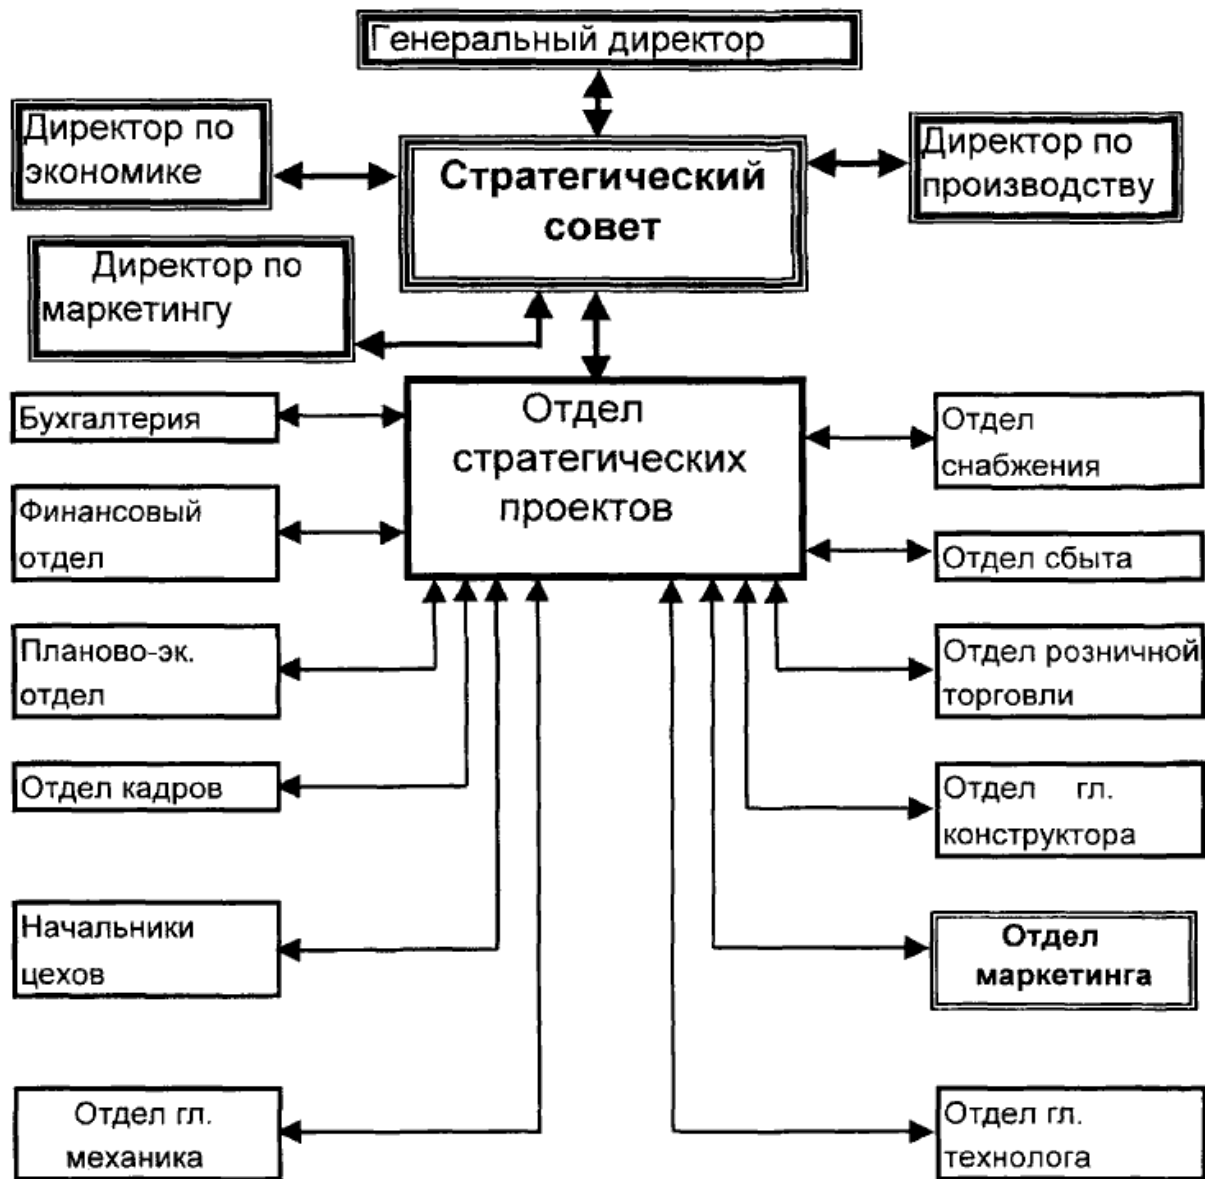 Генеральный директор
Директор по
экономике
Стратегический
совет
Директор по
производству
Директор по
маркетингу
Отдел
стратегических
проектов
Бухгалтерия
Финансовый
отдел
Планово-эк.
отдел
Отдел кадров
Начальники
цехов
Отдел гл.
механика
Отдел
снабжения
Отдел сбыта
Отдел розничной
торговли
Отдел гл.
конструктора
Отдел
маркетинга
Отдел гл.
технолога